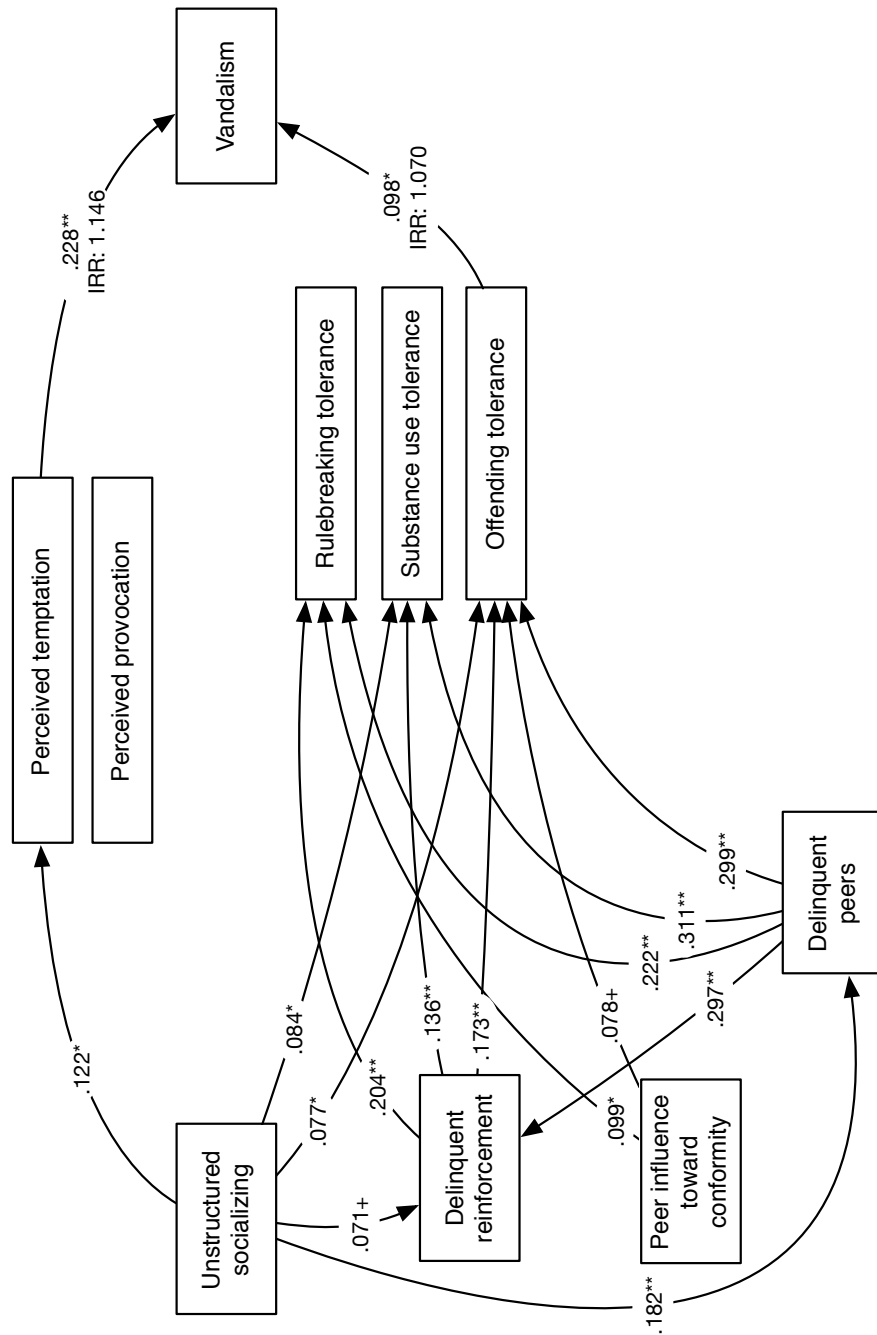 Unstructured
socializing
Delinquent
reinforcement
Peer influence
toward
conformity
Delinquent
peers
Perceived temptation
Perceived provocation
Rulebreaking tolerance
Substance use tolerance
Offending tolerance
Vandalism
.122*
.084*
.077*
.071+
.182**
.204**
.136**
.173**
.099*
.078+
.297**
.222**
.311**
.299**
.228**
IRR: 1.146
.098*
IRR: 1.070